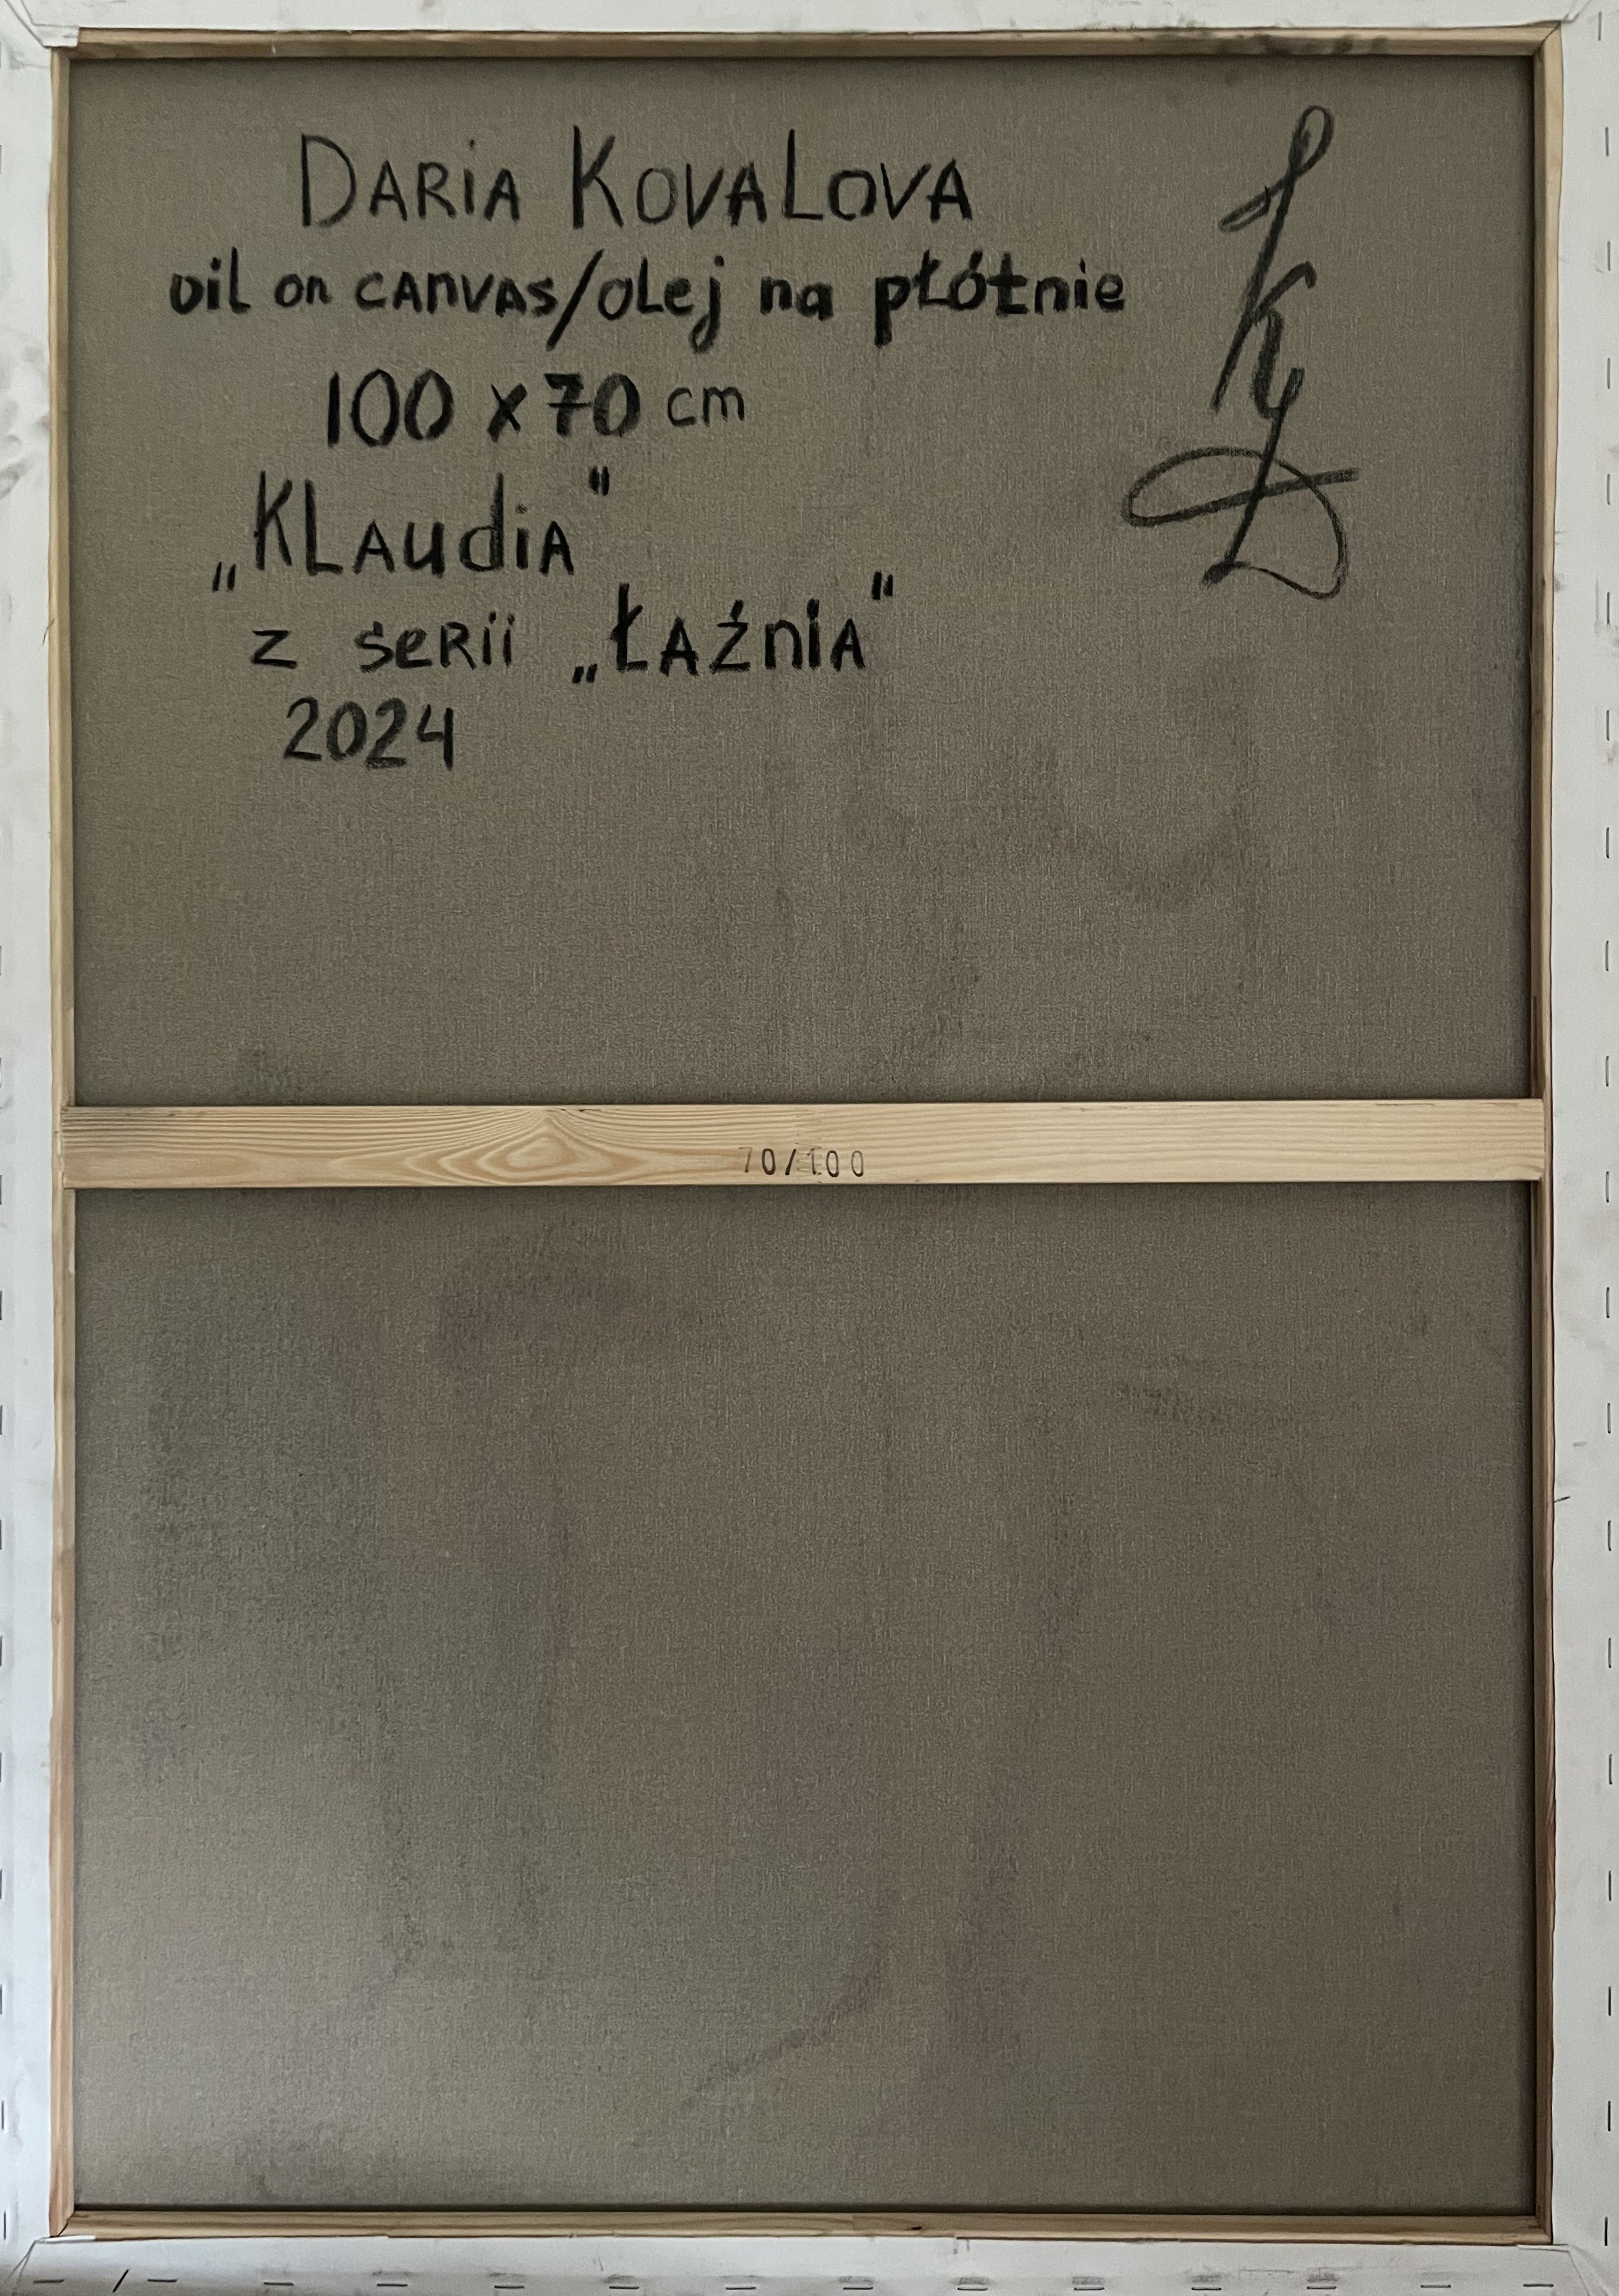 DARiA KOVALOVA
oil on CANVAS/OLej na płótnie
100 x 70 cm
„KLAudiA"
z seRii „ŁAźniA"
2024
70/100